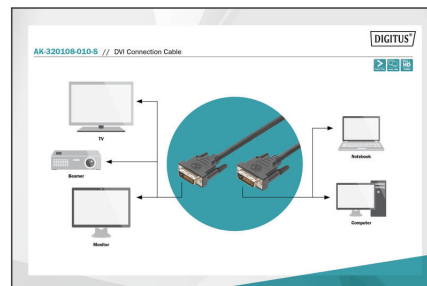 DIGITUS®
AK-320108-010-S // DVI Connection Cable
TV
Beamer
Monitor
Notebook
Computer